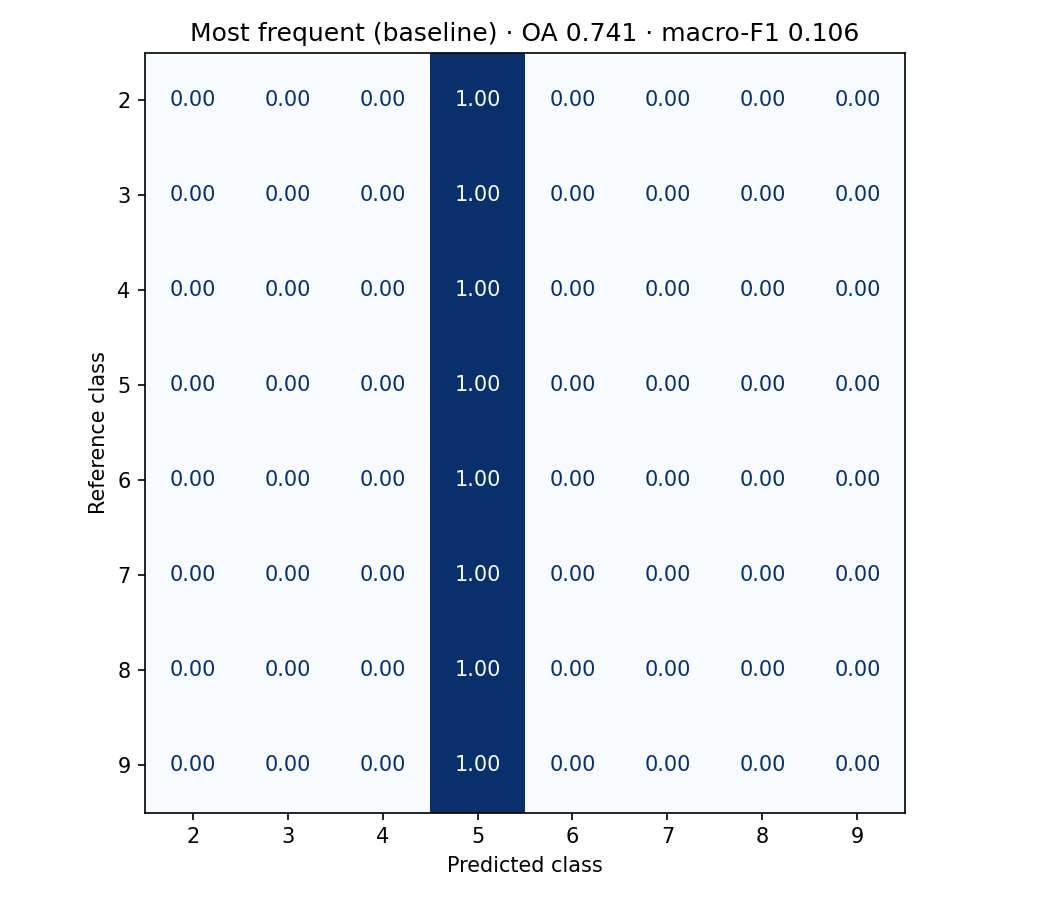 Most frequent (baseline) · OA 0.741 · macro-F1 0.106
2 0.00 0.00 0.00 1.00 0.00 0.00 0.00 0.00
3 0.00 0.00 0.00 1.00 0.00 0.00 0.00 0.00
4 0.00 0.00 0.00 1.00 0.00 0.00 0.00 0.00
5 0.00 0.00 0.00 1.00 0.00 0.00 0.00 0.00
6 0.00 0.00 0.00 1.00 0.00 0.00 0.00 0.00
7 0.00 0.00 0.00 1.00 0.00 0.00 0.00 0.00
8 0.00 0.00 0.00 1.00 0.00 0.00 0.00 0.00
9 0.00 0.00 0.00 1.00 0.00 0.00 0.00 0.00
Reference class
2 3 4 5 6 7 8 9
Predicted class